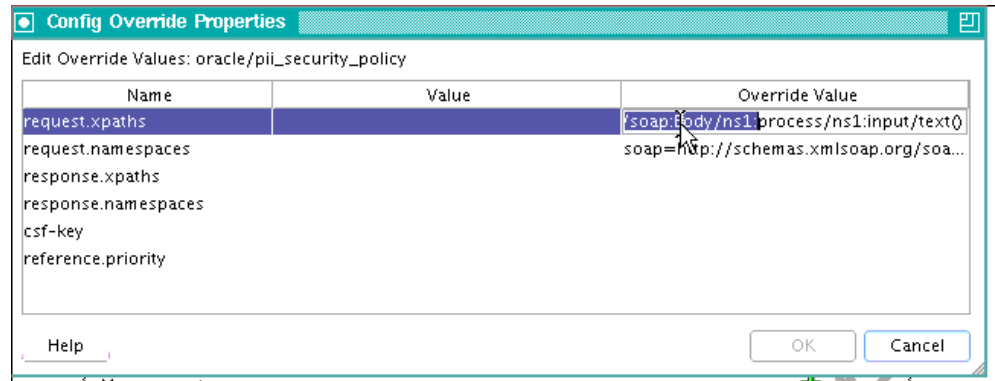 Config Override Properties
Edit Override Values: oracle/pii_security_policy
Name Value Override Value
request.xpaths /soap:Body/ns1:process/ns1:input/text()
request.namespaces soap=http://schemas.xmlsoap.org/soa...
response.xpaths
response.namespaces
csf-key
reference.priority
Help OK Cancel